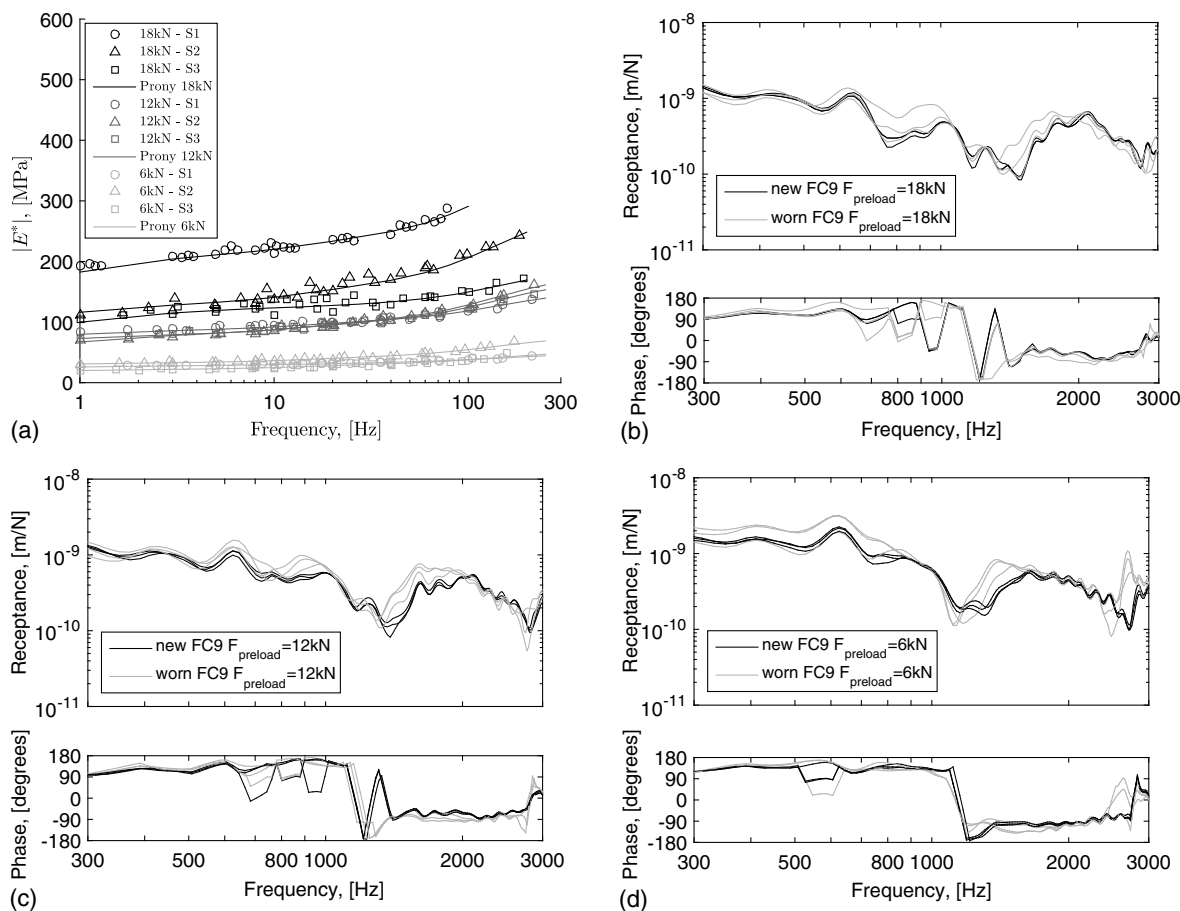 600
500
400
300
200
100
0
|E*|, [MPa]
18kN - S1
18kN - S2
18kN - S3
Prony 18kN
12kN - S1
12kN - S2
12kN - S3
Prony 12kN
6kN - S1
6kN - S2
6kN - S3
Prony 6kN
1 10 100 300
Frequency, [Hz]
(a)
10-8
10-9
10-10
10-11
Receptance, [m/N]
new FC9 Fpreload=18kN
worn FC9 Fpreload=18kN
180
90
0
-90
-180
Phase, [degrees]
300 500 800 1000 2000 3000
Frequency, [Hz]
(b)
10-8
10-9
10-10
10-11
Receptance, [m/N]
new FC9 Fpreload=12kN
worn FC9 Fpreload=12kN
180
90
0
-90
-180
Phase, [degrees]
300 500 800 1000 2000 3000
Frequency, [Hz]
(c)
10-8
10-9
10-10
10-11
Receptance, [m/N]
new FC9 Fpreload=6kN
worn FC9 Fpreload=6kN
180
90
0
-90
-180
Phase, [degrees]
300 500 800 1000 2000 3000
Frequency, [Hz]
(d)